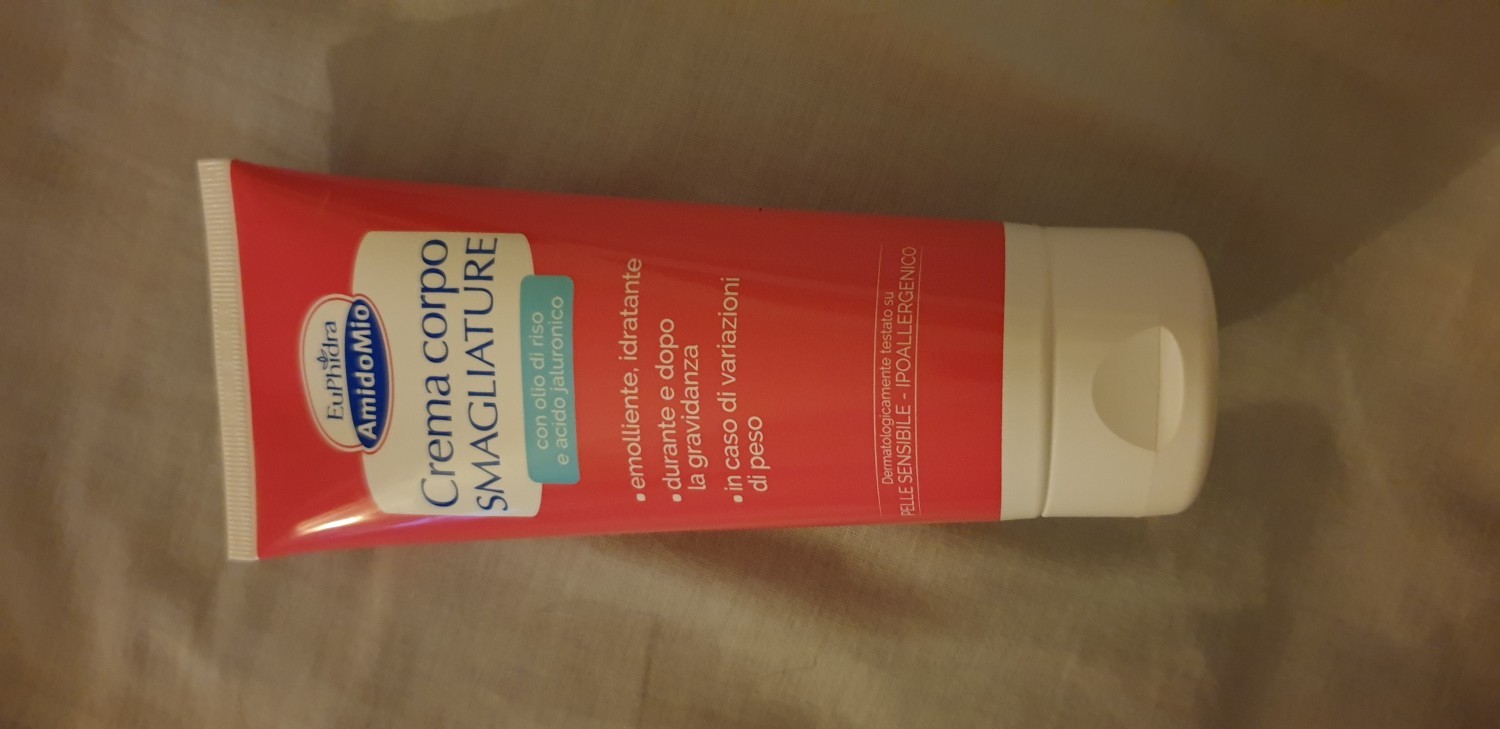 EuPhidra
AmidoMio
Crema corpo
SMAGLIATURE
con olio di riso
e acido jaluronico
• emolliente, idratante
• durante e dopo
la gravidanza
• in caso di variazioni
di peso
Dermatologicamente testato su
PELLE SENSIBILE - IPOALLERGENICO